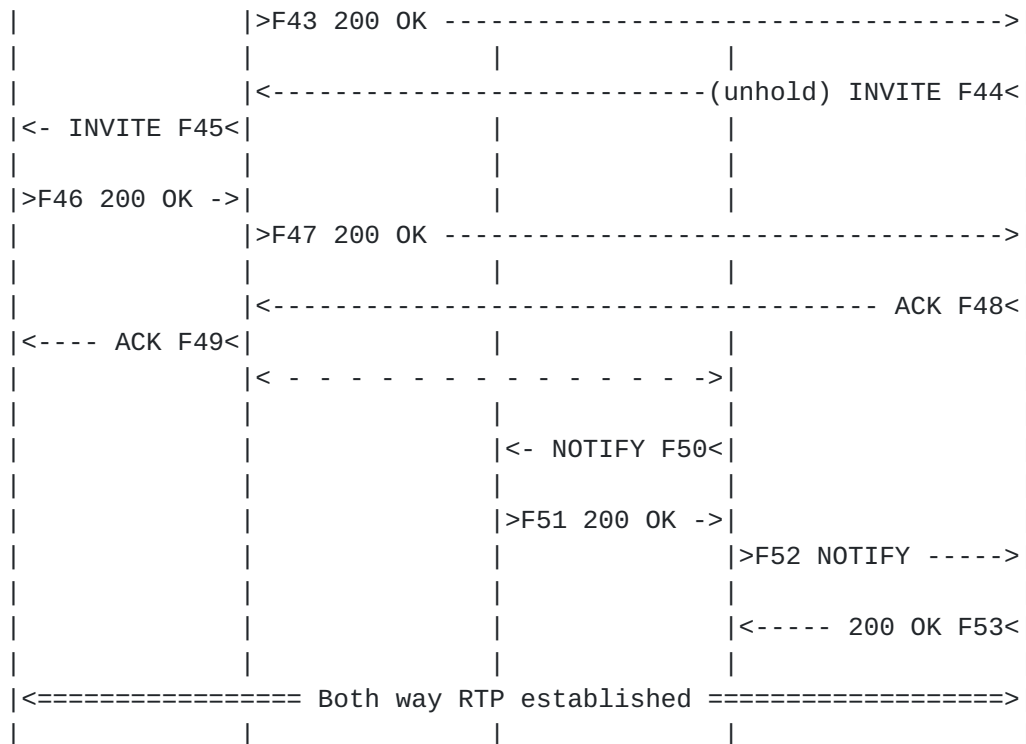 |              |>F43 200 OK ------------------------------------>
|              |               |              |
|              |<----------------------------(unhold) INVITE F44<
|<- INVITE F45<|               |              |
|              |               |              |
|>F46 200 OK ->|               |              |
|              |>F47 200 OK ------------------------------------>
|              |               |              |
|              |<--------------------------------------- ACK F48<
|<---- ACK F49<|               |              |
|              |< - - - - - - - - - - - - - ->|
|              |               |              |
|              |               |<- NOTIFY F50<|
|              |               |              |
|              |               |>F51 200 OK ->|
|              |               |              |>F52 NOTIFY ----->
|              |               |              |
|              |               |              |<----- 200 OK F53<
|              |               |              |
|<================= Both way RTP established ===================>
|              |               |              |